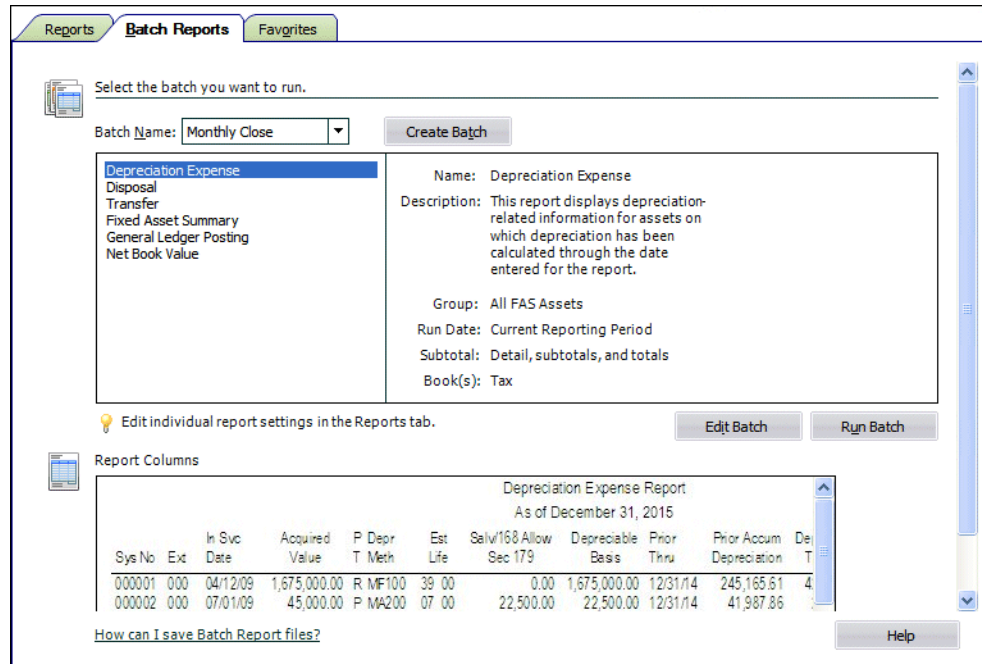 Reports Batch Reports Favorites
Select the batch you want to run.
Batch Name: Monthly Close Create Batch
Depreciation Expense
Disposal
Transfer
Fixed Asset Summary
General Ledger Posting
Net Book Value
Name: Depreciation Expense
Description: This report displays depreciation-
related information for assets on
which depreciation has been
calculated through the date
entered for the report.
Group: All FAS Assets
Run Date: Current Reporting Period
Subtotal: Detail, subtotals, and totals
Book(s): Tax
Edit individual report settings in the Reports tab.
Edit Batch Run Batch
Report Columns
Depreciation Expense Report
As of December 31, 2015
In Svc Acquired P Depr Est Salv/168 Allow Depreciable Prior Prior Accum
Sys No Ext Date Value T Meth Life Sec 179 Basis Thru Depreciation
000001 000 04/12/09 1,675,000.00 R MF100 39 00 0.00 1,675,000.00 12/31/14 245,165.61
000002 000 07/01/09 45,000.00 P MA200 07 00 22,500.00 22,500.00 12/31/14 41,987.86
How can I save Batch Report files?
Help